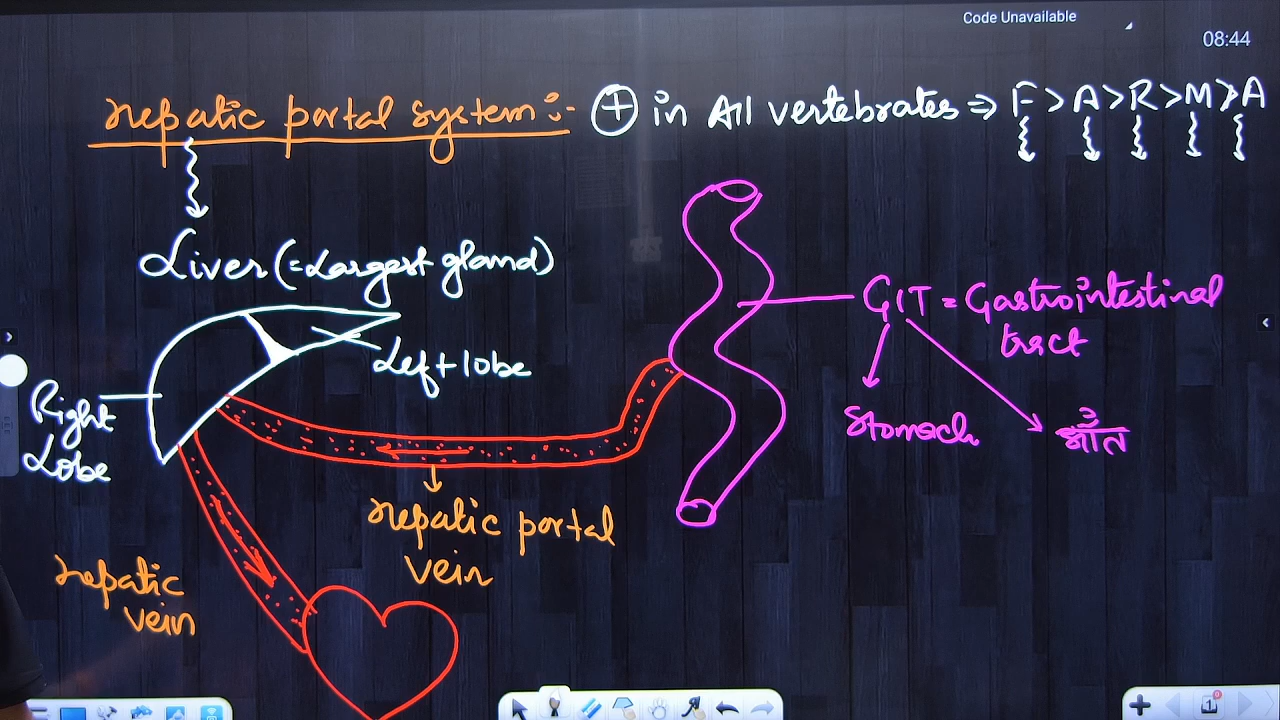 Code Unavailable
08:44
Hepatic portal system :- ⊕ in All vertebrates ⇒ F > A > R > M > A
Liver (= Largest gland)
Left lobe
Right
Lobe
GIT = Gastrointestinal
tract
Stomach
आँत
Hepatic portal
vein
Hepatic
vein
1